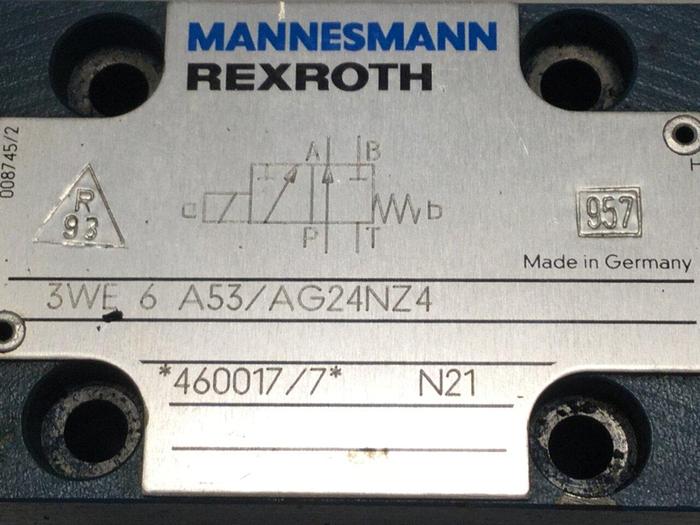 MANNESMANN
REXROTH
008745/2
A B
a b
P T
R
93
957
Made in Germany
3WE 6 A53/AG24NZ4
*460017/7* N21